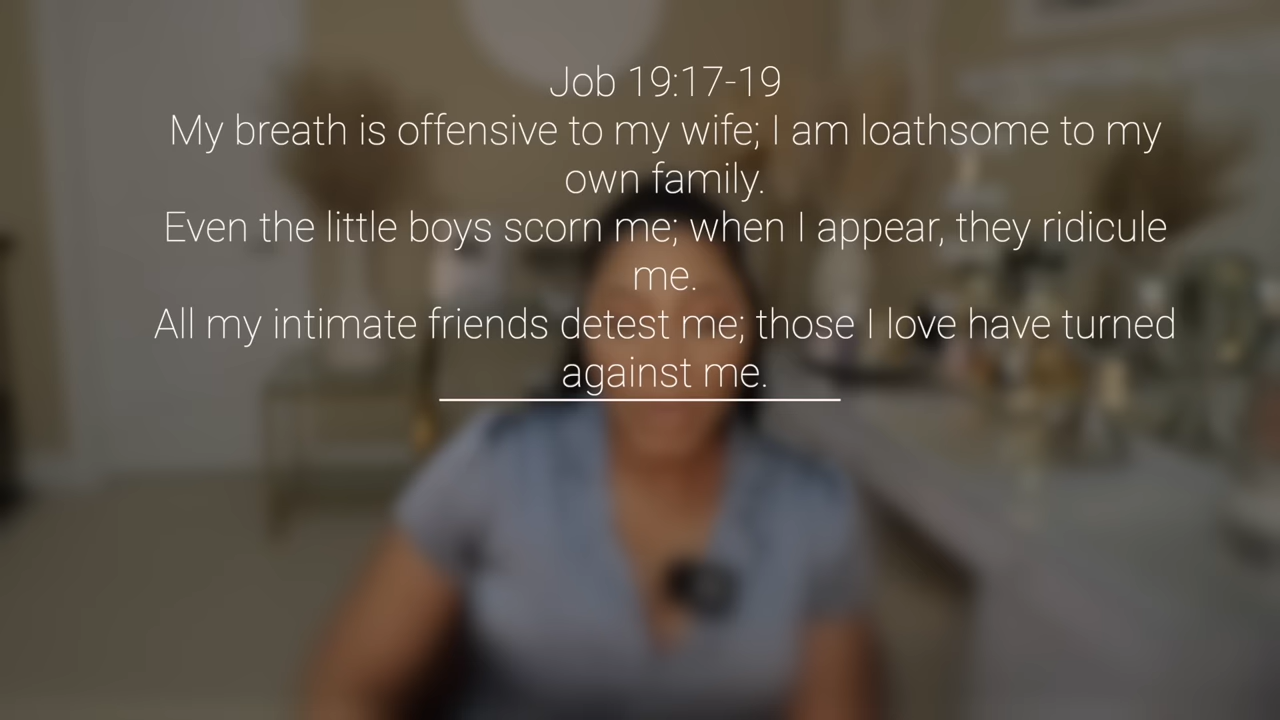 Job 19:17-19
My breath is offensive to my wife; I am loathsome to my
own family.
Even the little boys scorn me; when I appear, they ridicule
me.
All my intimate friends detest me; those I love have turned
against me.